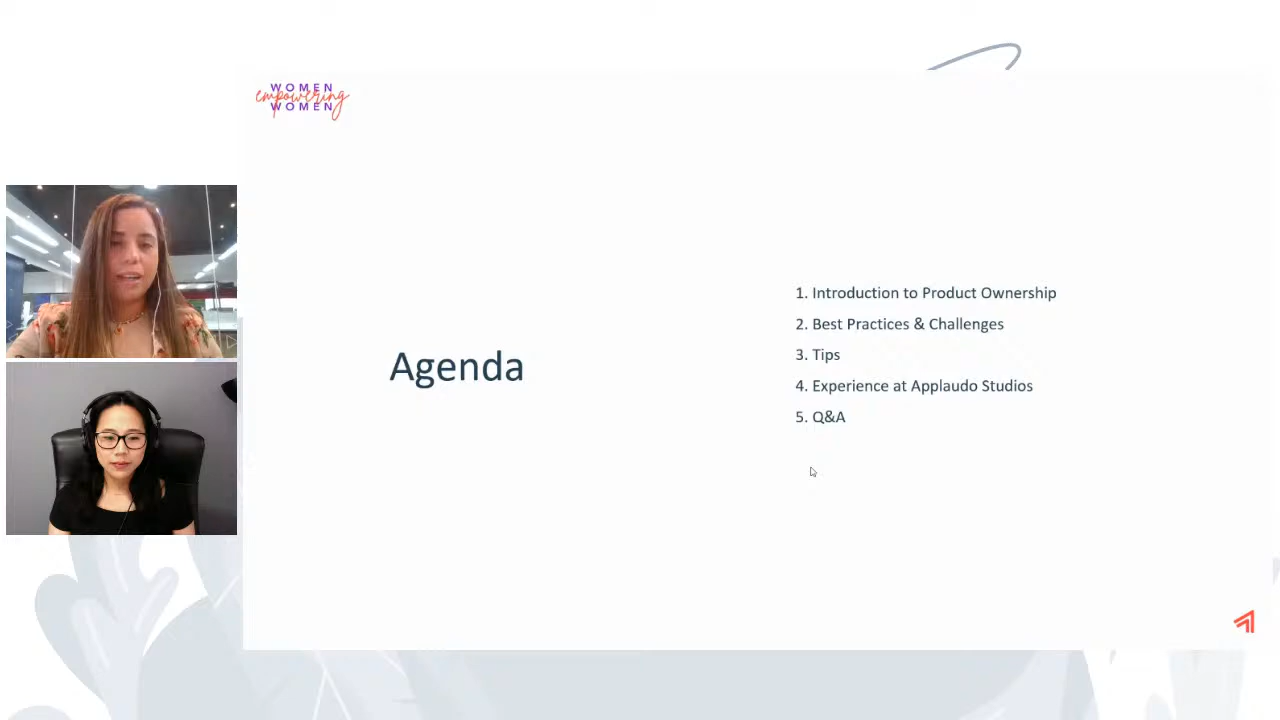 WOMEN
empowering
WOMEN
Agenda
1. Introduction to Product Ownership
2. Best Practices & Challenges
3. Tips
4. Experience at Applaudo Studios
5. Q&A